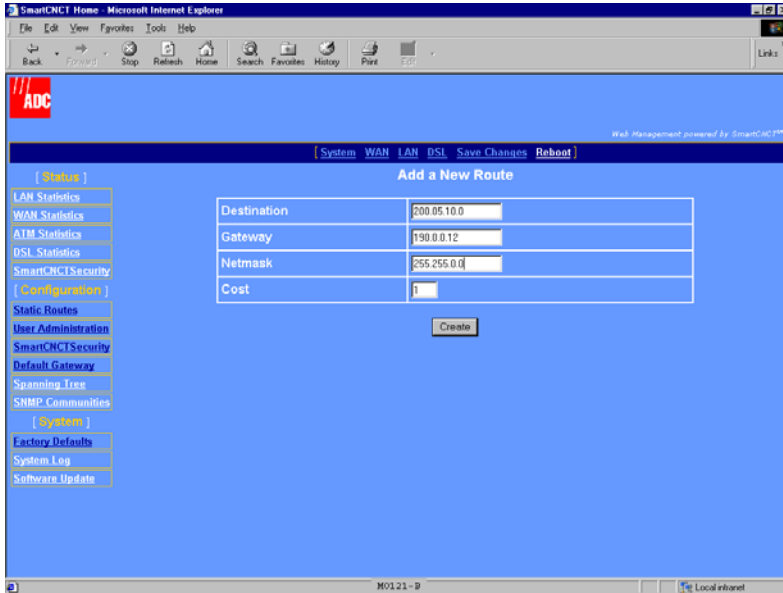 SmartCNCT Home - Microsoft Internet Explorer
File Edit View Favorites Tools Help
Back Forward Stop Refresh Home Search Favorites History Print Edit Links
ADC
Web Management powered by SmartCNCT℠
[ System WAN LAN DSL Save Changes Reboot ]
[ Status ]
LAN Statistics
WAN Statistics
ATM Statistics
DSL Statistics
SmartCNCTSecurity
[ Configuration ]
Static Routes
User Administration
SmartCNCTSecurity
Default Gateway
Spanning Tree
SNMP Communities
[ System ]
Factory Defaults
System Log
Software Update
Add a New Route
Destination 200.05.10.0
Gateway 190.0.0.12
Netmask 255.255.0.0
Cost 1
Create
M0121-B
Local intranet